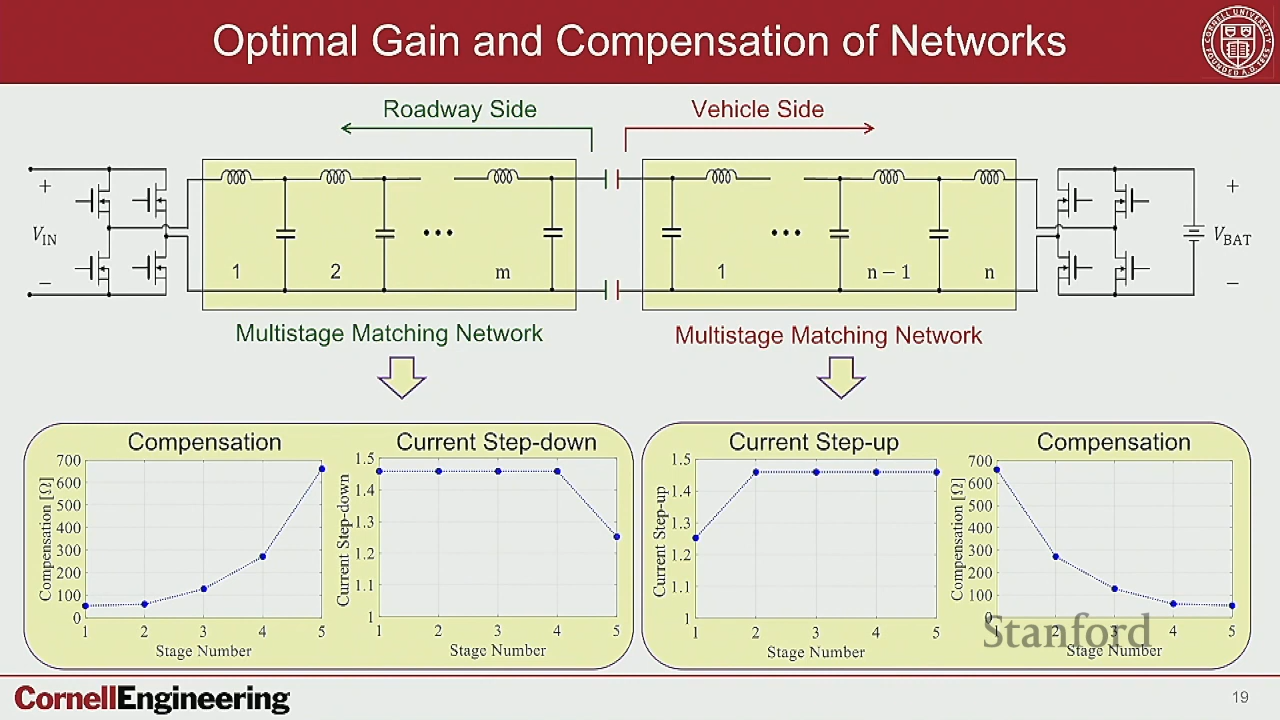 Optimal Gain and Compensation of Networks
Roadway Side
Vehicle Side
+
V_IN
−
1
2
•••
m
1
•••
n − 1
n
+
V_BAT
−
Multistage Matching Network
Multistage Matching Network
Compensation
Compensation [Ω]
700
600
500
400
300
200
100
0
1 2 3 4 5
Stage Number
Current Step-down
Current Step-down
1.5
1.4
1.3
1.2
1.1
1
1 2 3 4 5
Stage Number
Current Step-up
Current Step-up
1.5
1.4
1.3
1.2
1.1
1
1 2 3 4 5
Stage Number
Compensation
Compensation [Ω]
700
600
500
400
300
200
100
0
1 2 3 4 5
Stage Number
Stanford
CornellEngineering
19